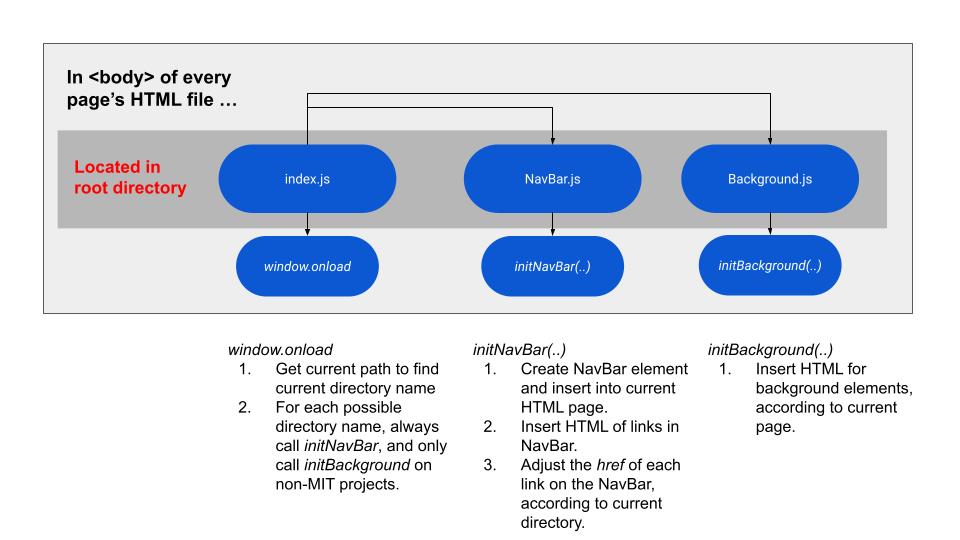 In <body> of every
page's HTML file …
Located in
root directory
index.js
NavBar.js
Background.js
window.onload
initNavBar(..)
initBackground(..)
window.onload
1. Get current path to find
current directory name
2. For each possible
directory name, always
call initNavBar, and only
call initBackground on
non-MIT projects.
initNavBar(..)
1. Create NavBar element
and insert into current
HTML page.
2. Insert HTML of links in
NavBar.
3. Adjust the href of each
link on the NavBar,
according to current
directory.
initBackground(..)
1. Insert HTML for
background elements,
according to current
page.